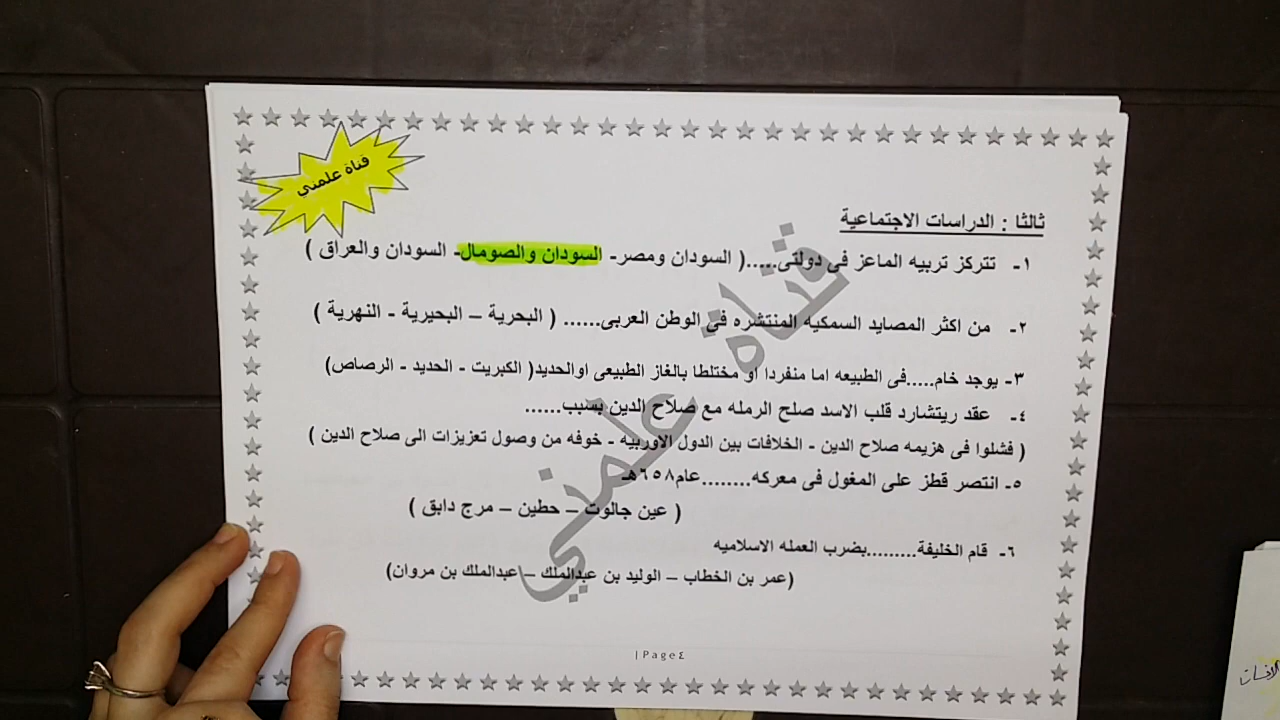 قناة علمني
ثالثا : الدراسات الاجتماعية
١- تتركز تربيه الماعز فى دولتى.....( السودان ومصر- السودان والصومال- السودان والعراق )
٢- من اكثر المصايد السمكيه المنتشره في الوطن العربى...... ( البحرية – البحيرية - النهرية )
٣- يوجد خام.....فى الطبيعه اما منفردا او مختلطا بالغاز الطبيعى اوالحديد( الكبريت - الحديد - الرصاص)
٤- عقد ريتشارد قلب الاسد صلح الرمله مع صلاح الدين بسبب......
( فشلوا فى هزيمه صلاح الدين - الخلافات بين الدول الاوربيه - خوفه من وصول تعزيزات الى صلاح الدين )
٥- انتصر قطز على المغول فى معركه........عام٦٥٨هـ
( عين جالوت – حطين – مرج دابق )
٦- قام الخليفة.........بضرب العمله الاسلاميه
(عمر بن الخطاب – الوليد بن عبدالملك – عبدالملك بن مروان)
قناة علمني
| P a g e ٤